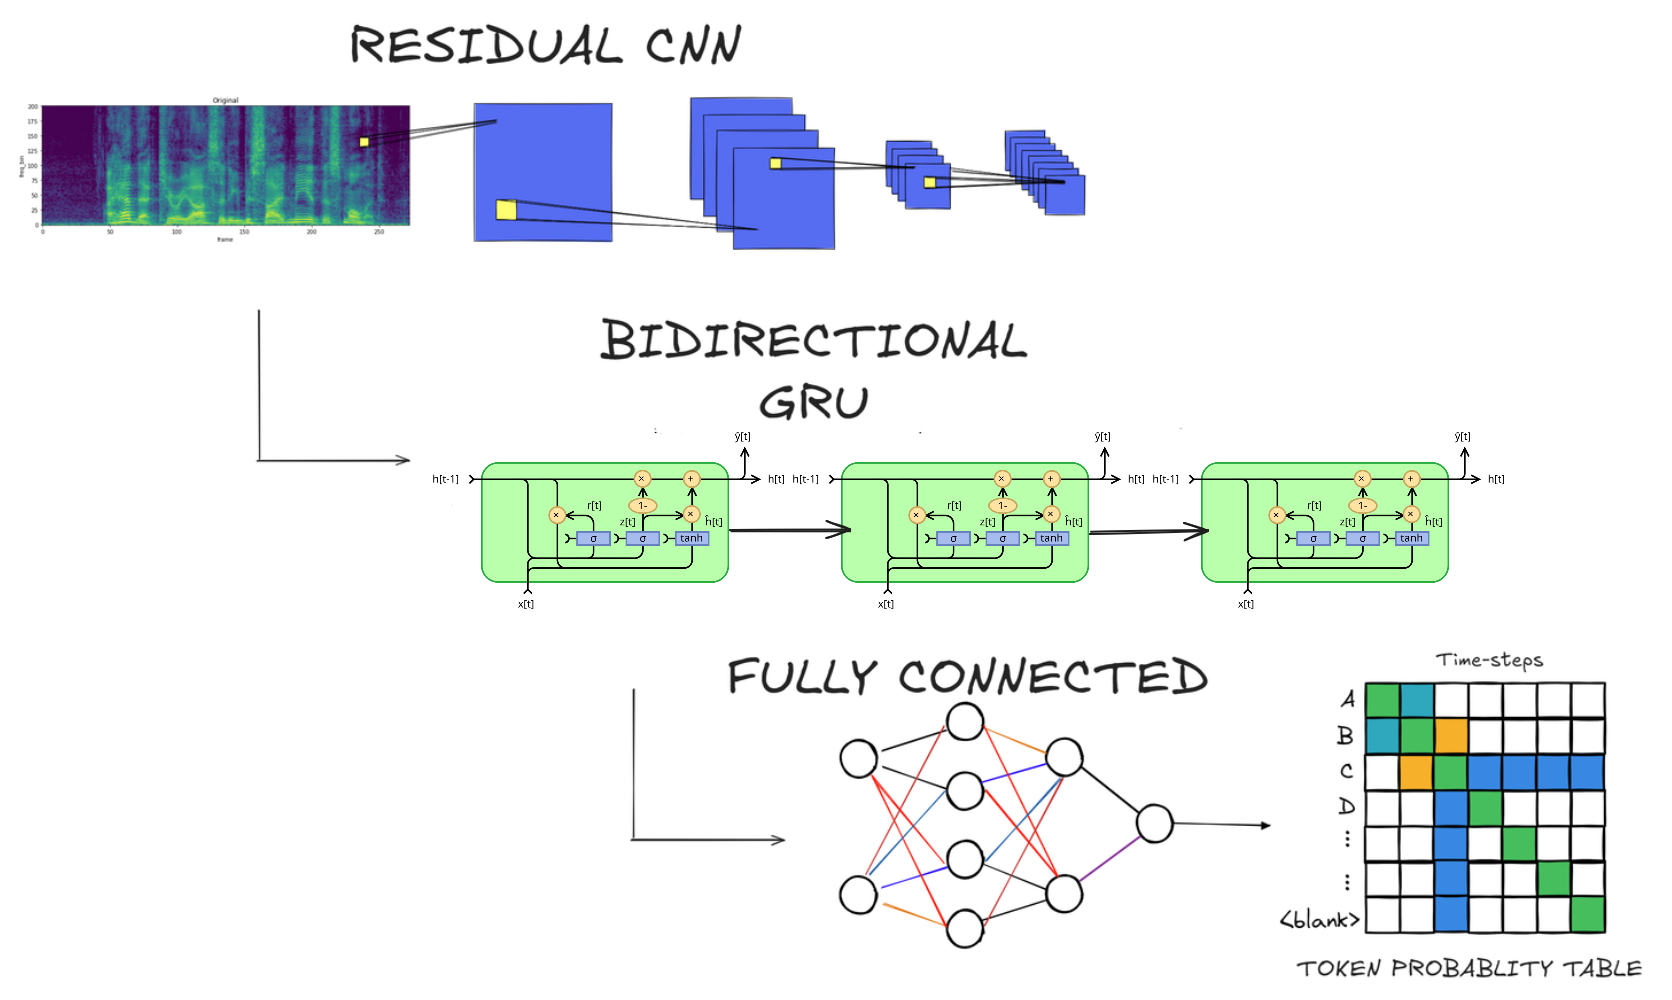 RESIDUAL CNN
Original
freq_bin
200
175
150
125
100
75
50
25
0
0 50 100 150 200 250
frame
BIDIRECTIONAL
GRU
ŷ[t] ŷ[t] ŷ[t]
h[t-1] h[t] h[t-1] h[t] h[t-1] h[t]
× + × + × +
r[t] 1- r[t] 1- r[t] 1-
× z[t] × ĥ[t] × z[t] × ĥ[t] × z[t] × ĥ[t]
σ σ tanh σ σ tanh σ σ tanh
x[t] x[t] x[t]
FULLY CONNECTED
Time-steps
A
B
C
D
⋮
⋮
<blank>
TOKEN PROBABLITY TABLE